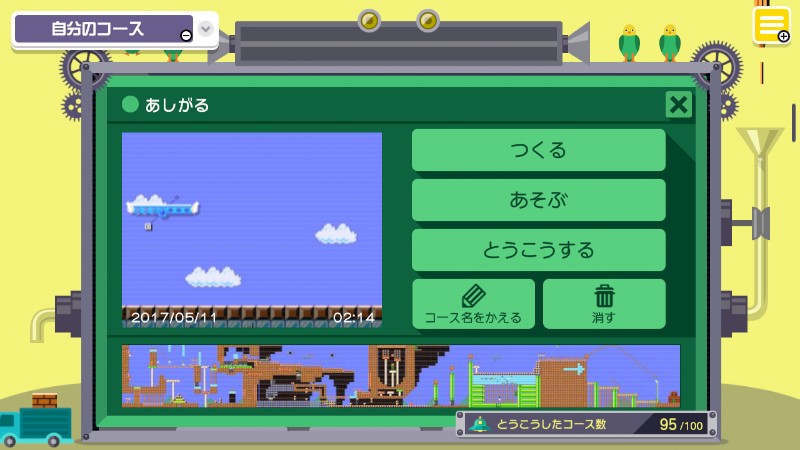 自分のコース
あしがる
つくる
あそぶ
とうこうする
コース名をかえる
消す
2017/05/11
02:14
とうこうしたコース数 95/100